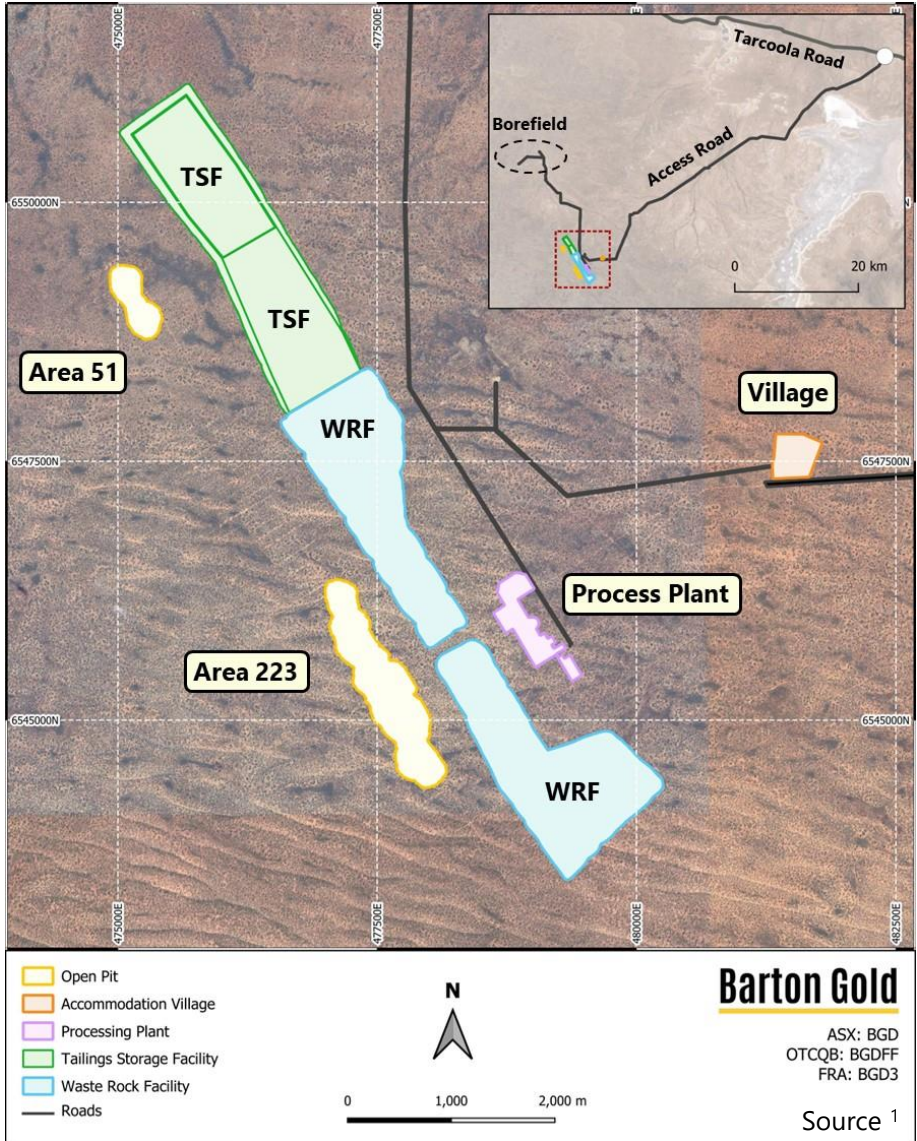 475000E
477500E
Tarcoola Road
Borefield
Access Road
0
20 km
TSF
6550000N
TSF
Area 51
WRF
Village
6547500N
6547500N
Process Plant
Area 223
6545000N
6545000N
WRF
475000E
477500E
480000E
482500E
Open Pit
Accommodation Village
Processing Plant
Tailings Storage Facility
Waste Rock Facility
Roads
N
0
1,000
2,000 m
Barton Gold
ASX: BGD
OTCQB: BGDFF
FRA: BGD3
Source 1